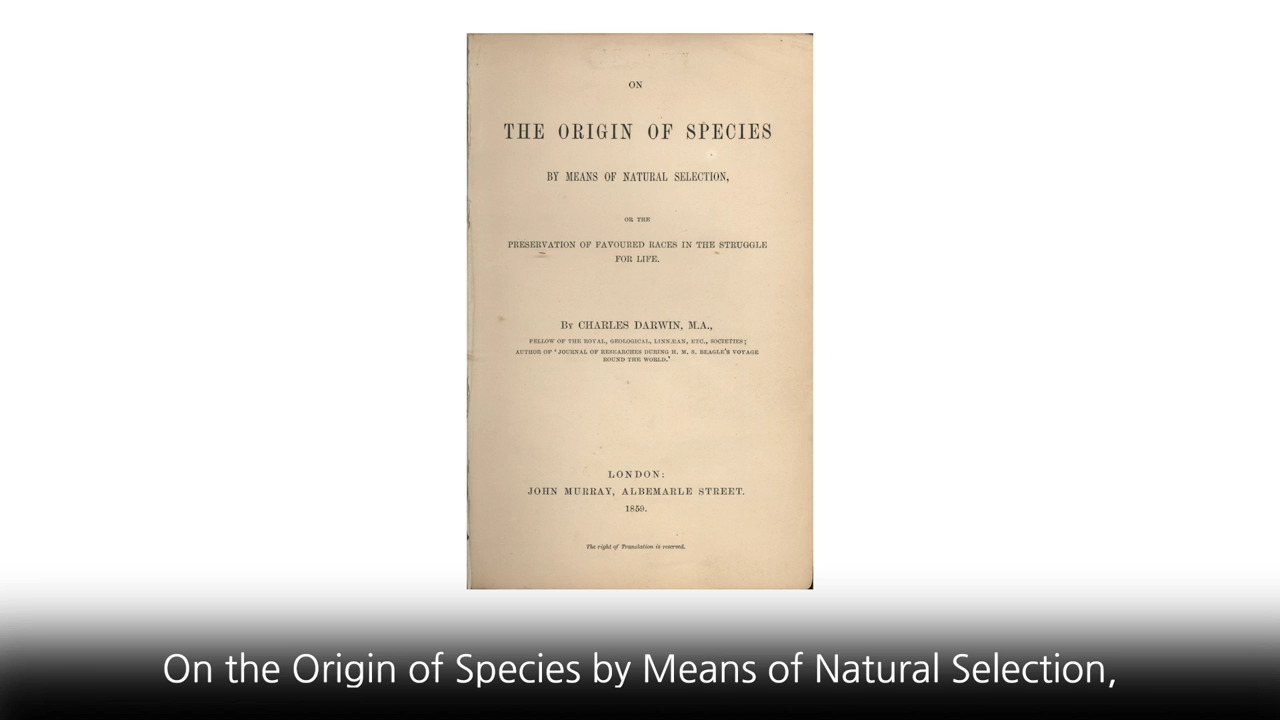 ON
THE ORIGIN OF SPECIES
BY MEANS OF NATURAL SELECTION,
OR THE
PRESERVATION OF FAVOURED RACES IN THE STRUGGLE
FOR LIFE.
By CHARLES DARWIN, M.A.,
FELLOW OF THE ROYAL, GEOLOGICAL, LINNÆAN, ETC., SOCIETIES;
AUTHOR OF 'JOURNAL OF RESEARCHES DURING H. M. S. BEAGLE'S VOYAGE
ROUND THE WORLD.'
LONDON:
JOHN MURRAY, ALBEMARLE STREET.
1859.
The right of Translation is reserved.
On the Origin of Species by Means of Natural Selection,